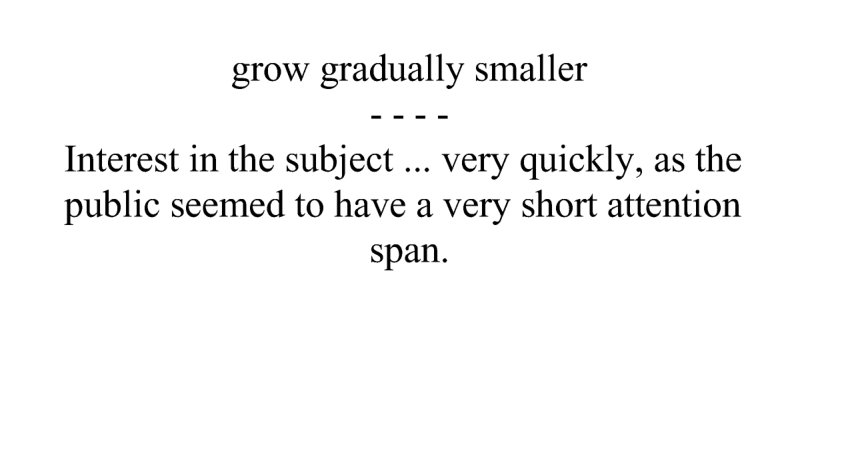 grow gradually smaller
- - - -
Interest in the subject ... very quickly, as the
public seemed to have a very short attention
span.